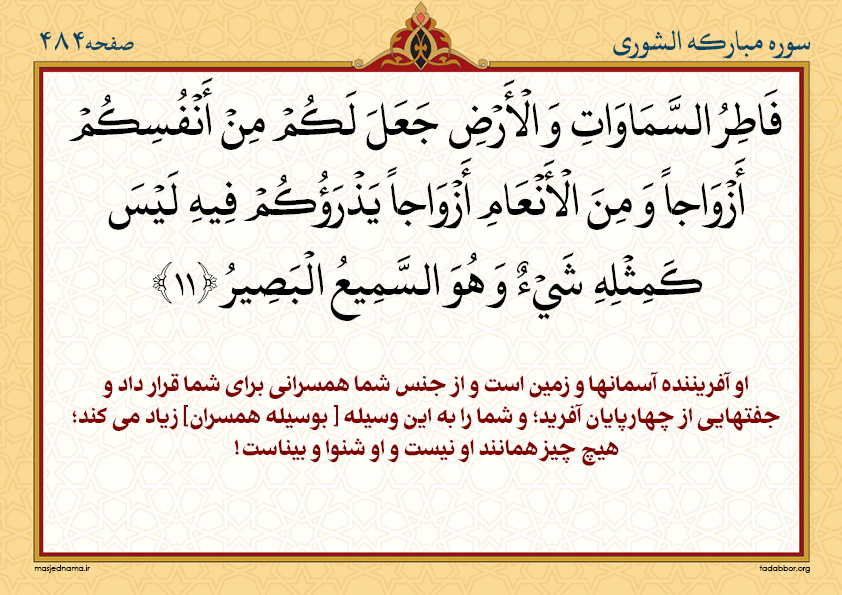 سوره مبارکه الشوری
صفحه۴۸۴
فَاطِرُ السَّمَاوَاتِ وَ الْأَرْضِ جَعَلَ لَكُمْ مِنْ أَنْفُسِكُمْ
أَزْوَاجاً وَ مِنَ الْأَنْعَامِ أَزْوَاجاً يَذْرَؤُكُمْ فِيهِ لَيْسَ
كَمِثْلِهِ شَيْءٌ وَ هُوَ السَّمِيعُ الْبَصِيرُ ﴿۱۱﴾
او آفریننده آسمانها و زمین است و از جنس شما همسرانی برای شما قرار داد و
جفتهایی از چهارپایان آفرید؛ و شما را به این وسیله [ بوسیله همسران] زیاد می کند؛
هیچ چیز همانند او نیست و او شنوا و بیناست!
masjednama.ir
tadabbor.org